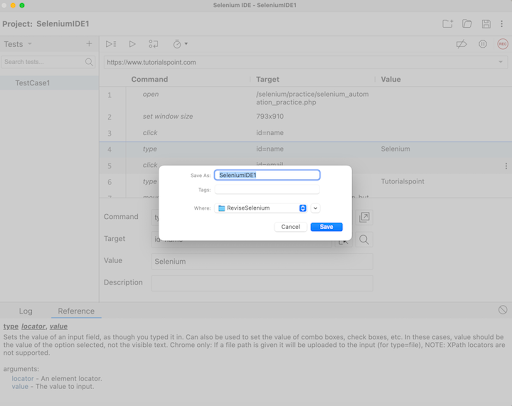 Selenium IDE - SeleniumIDE1
Project: SeleniumIDE1
Tests
REC
Search tests...
https://www.tutorialspoint.com
TestCase1
Command Target Value
1 open /selenium/practice/selenium_autom
ation_practice.php
2 set window size 793x910
3 click id=name
4 type id=name Selenium
5 click
6 type Tutorialspoint
Save As: SeleniumIDE1
Tags:
Where: ReviseSelenium
Cancel Save
Command
Target
Value Selenium
Description
Log Reference
type locator, value
Sets the value of an input field, as though you typed it in. Can also be used to set the value of combo boxes, check boxes, etc. In these cases, value should be
the value of the option selected, not the visible text. Chrome only: If a file path is given it will be uploaded to the input (for type=file), NOTE: XPath locators are
not supported.
arguments:
locator - An element locator.
value - The value to input.